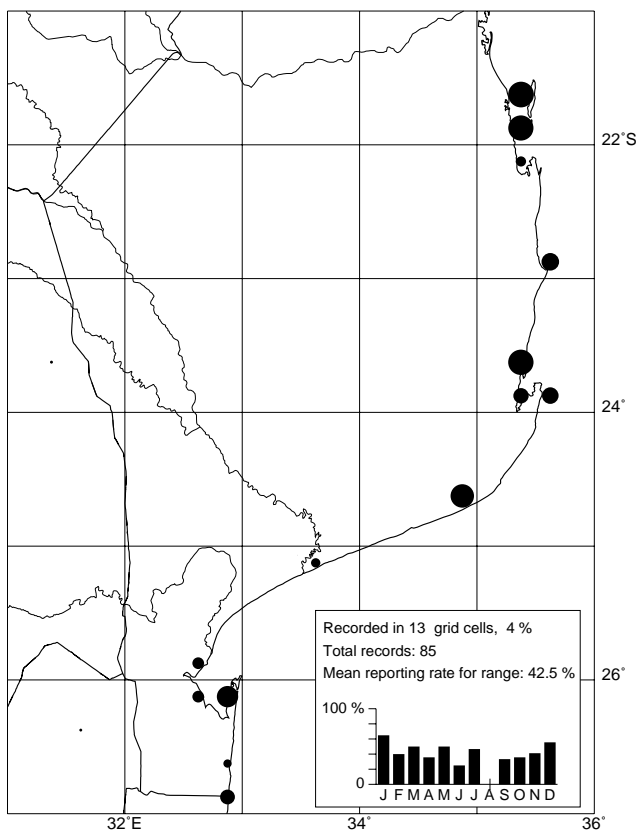 22˚S
24˚
26˚
Recorded in 13 grid cells, 4 %
Total records: 85
Mean reporting rate for range: 42.5 %
100 %
0
J F M A M J J A S O N D
32˚E 34˚ 36˚